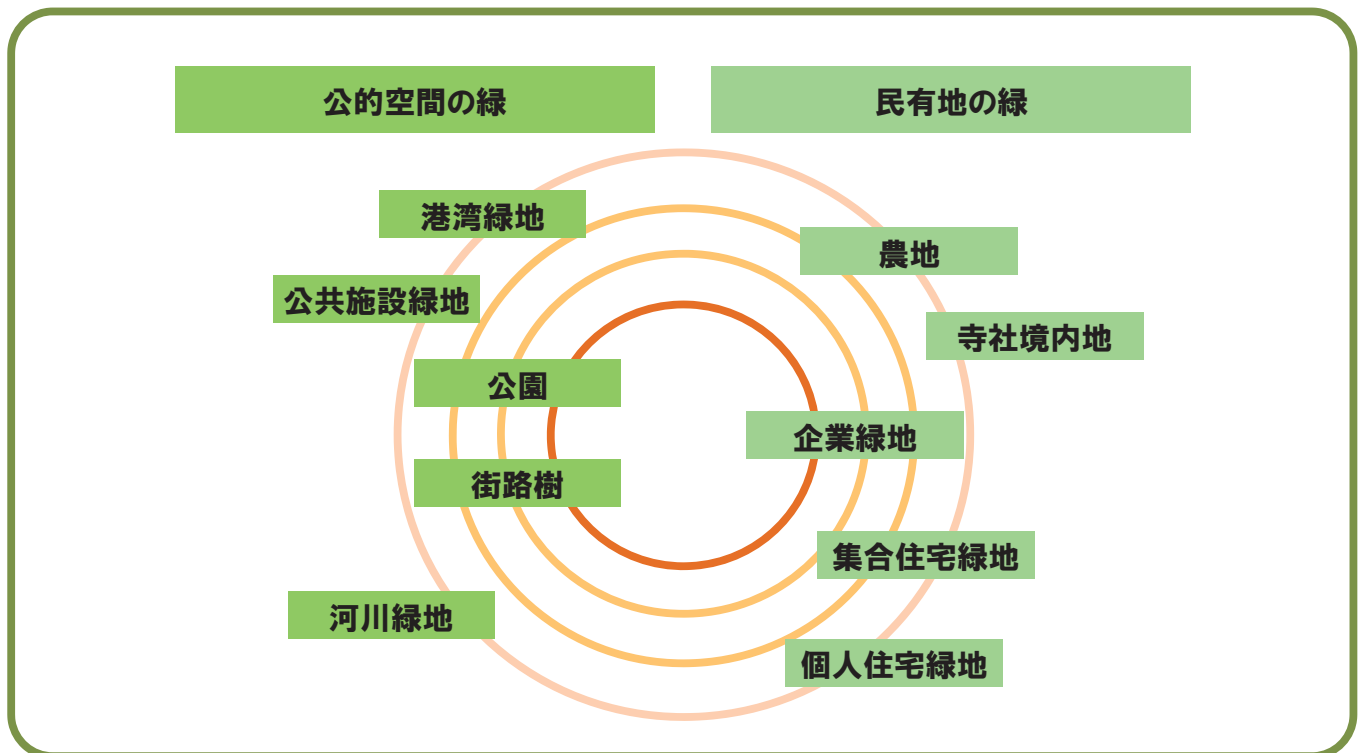 公的空間の緑
民有地の緑
港湾緑地
農地
公共施設緑地
寺社境内地
公園
企業緑地
街路樹
集合住宅緑地
河川緑地
個人住宅緑地